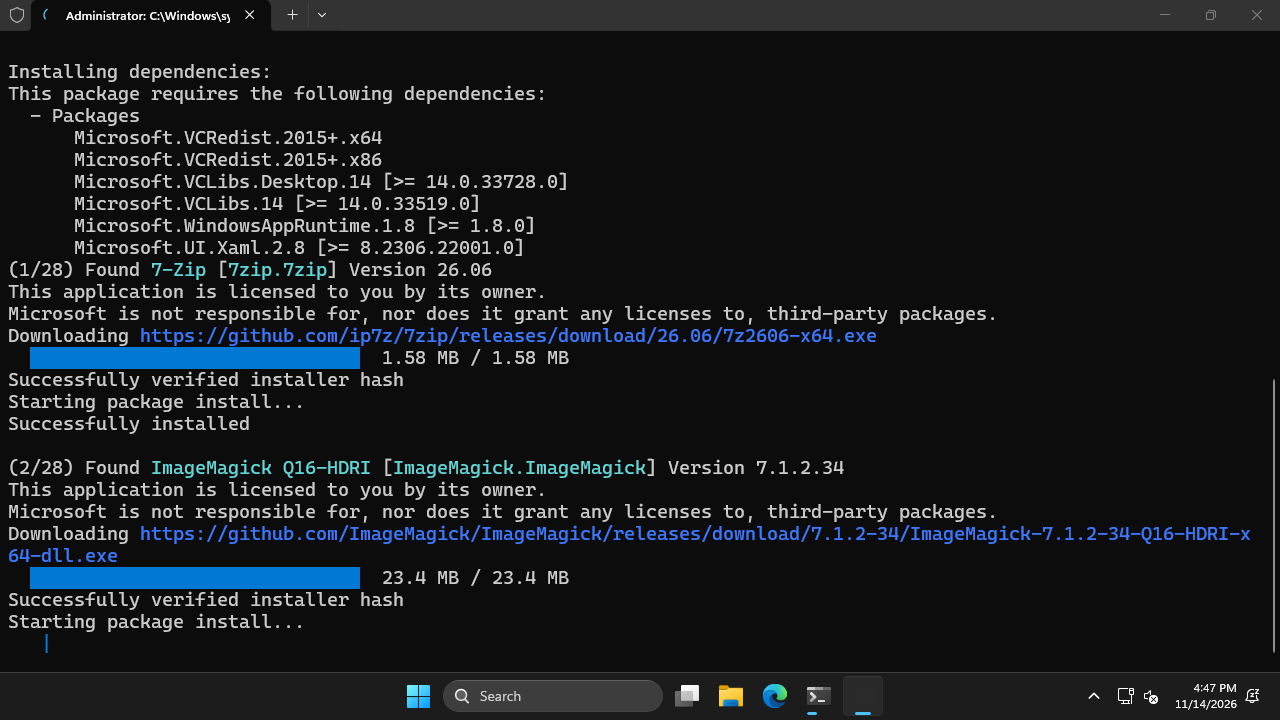 Administrator: C:\Windows\sy
Installing dependencies:
This package requires the following dependencies:
  - Packages
      Microsoft.VCRedist.2015+.x64
      Microsoft.VCRedist.2015+.x86
      Microsoft.VCLibs.Desktop.14 [>= 14.0.33728.0]
      Microsoft.VCLibs.14 [>= 14.0.33519.0]
      Microsoft.WindowsAppRuntime.1.8 [>= 1.8.0]
      Microsoft.UI.Xaml.2.8 [>= 8.2306.22001.0]
(1/28) Found 7-Zip [7zip.7zip] Version 26.06
This application is licensed to you by its owner.
Microsoft is not responsible for, nor does it grant any licenses to, third-party packages.
Downloading https://github.com/ip7z/7zip/releases/download/26.06/7z2606-x64.exe
1.58 MB / 1.58 MB
Successfully verified installer hash
Starting package install...
Successfully installed
(2/28) Found ImageMagick Q16-HDRI [ImageMagick.ImageMagick] Version 7.1.2.34
This application is licensed to you by its owner.
Microsoft is not responsible for, nor does it grant any licenses to, third-party packages.
Downloading https://github.com/ImageMagick/ImageMagick/releases/download/7.1.2-34/ImageMagick-7.1.2-34-Q16-HDRI-x
64-dll.exe
23.4 MB / 23.4 MB
Successfully verified installer hash
Starting package install...
Search
4:47 PM
11/14/2026